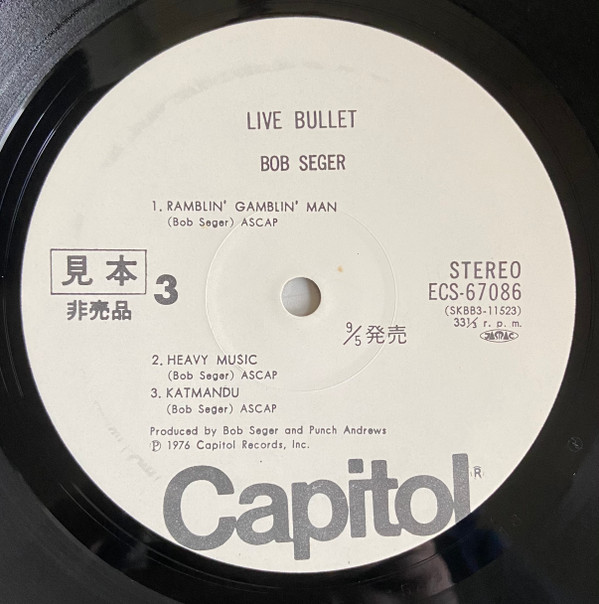 LIVE BULLET
BOB SEGER
1. RAMBLIN' GAMBLIN' MAN
(Bob Seger) ASCAP
見本
非売品
3
STEREO
ECS-67086
(SKBB3-11523)
33⅓ r. p. m.
JASRAC
9/5 発売
2. HEAVY MUSIC
(Bob Seger) ASCAP
3. KATMANDU
(Bob Seger) ASCAP
Produced by Bob Seger and Punch Andrews
℗ 1976 Capitol Records, Inc.
Capitol®